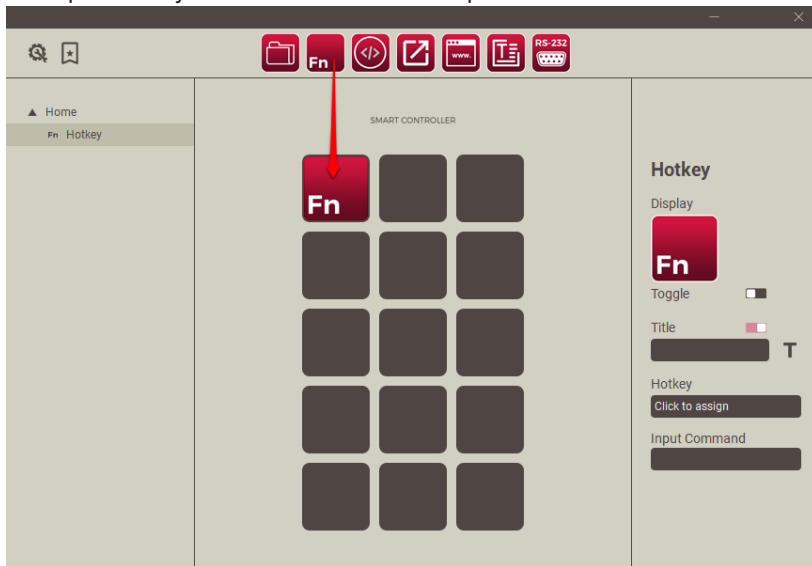 Fn
</>
www.
T
RS-232
Home
Fn Hotkey
SMART CONTROLLER
Fn
Hotkey
Display
Fn
Toggle
Title
T
Hotkey
Click to assign
Input Command